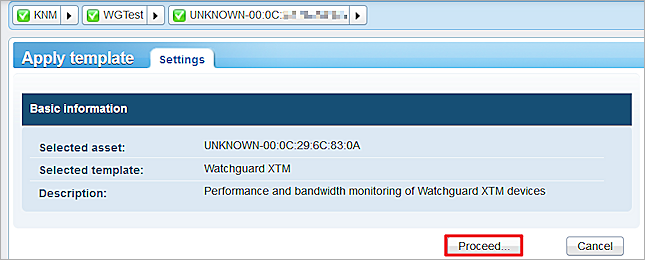 KNM WGTest UNKNOWN-00:0C:
Apply template Settings
Basic information
Selected asset: UNKNOWN-00:0C:29:6C:83:0A
Selected template: Watchguard XTM
Description: Performance and bandwidth monitoring of Watchguard XTM devices
Proceed... Cancel